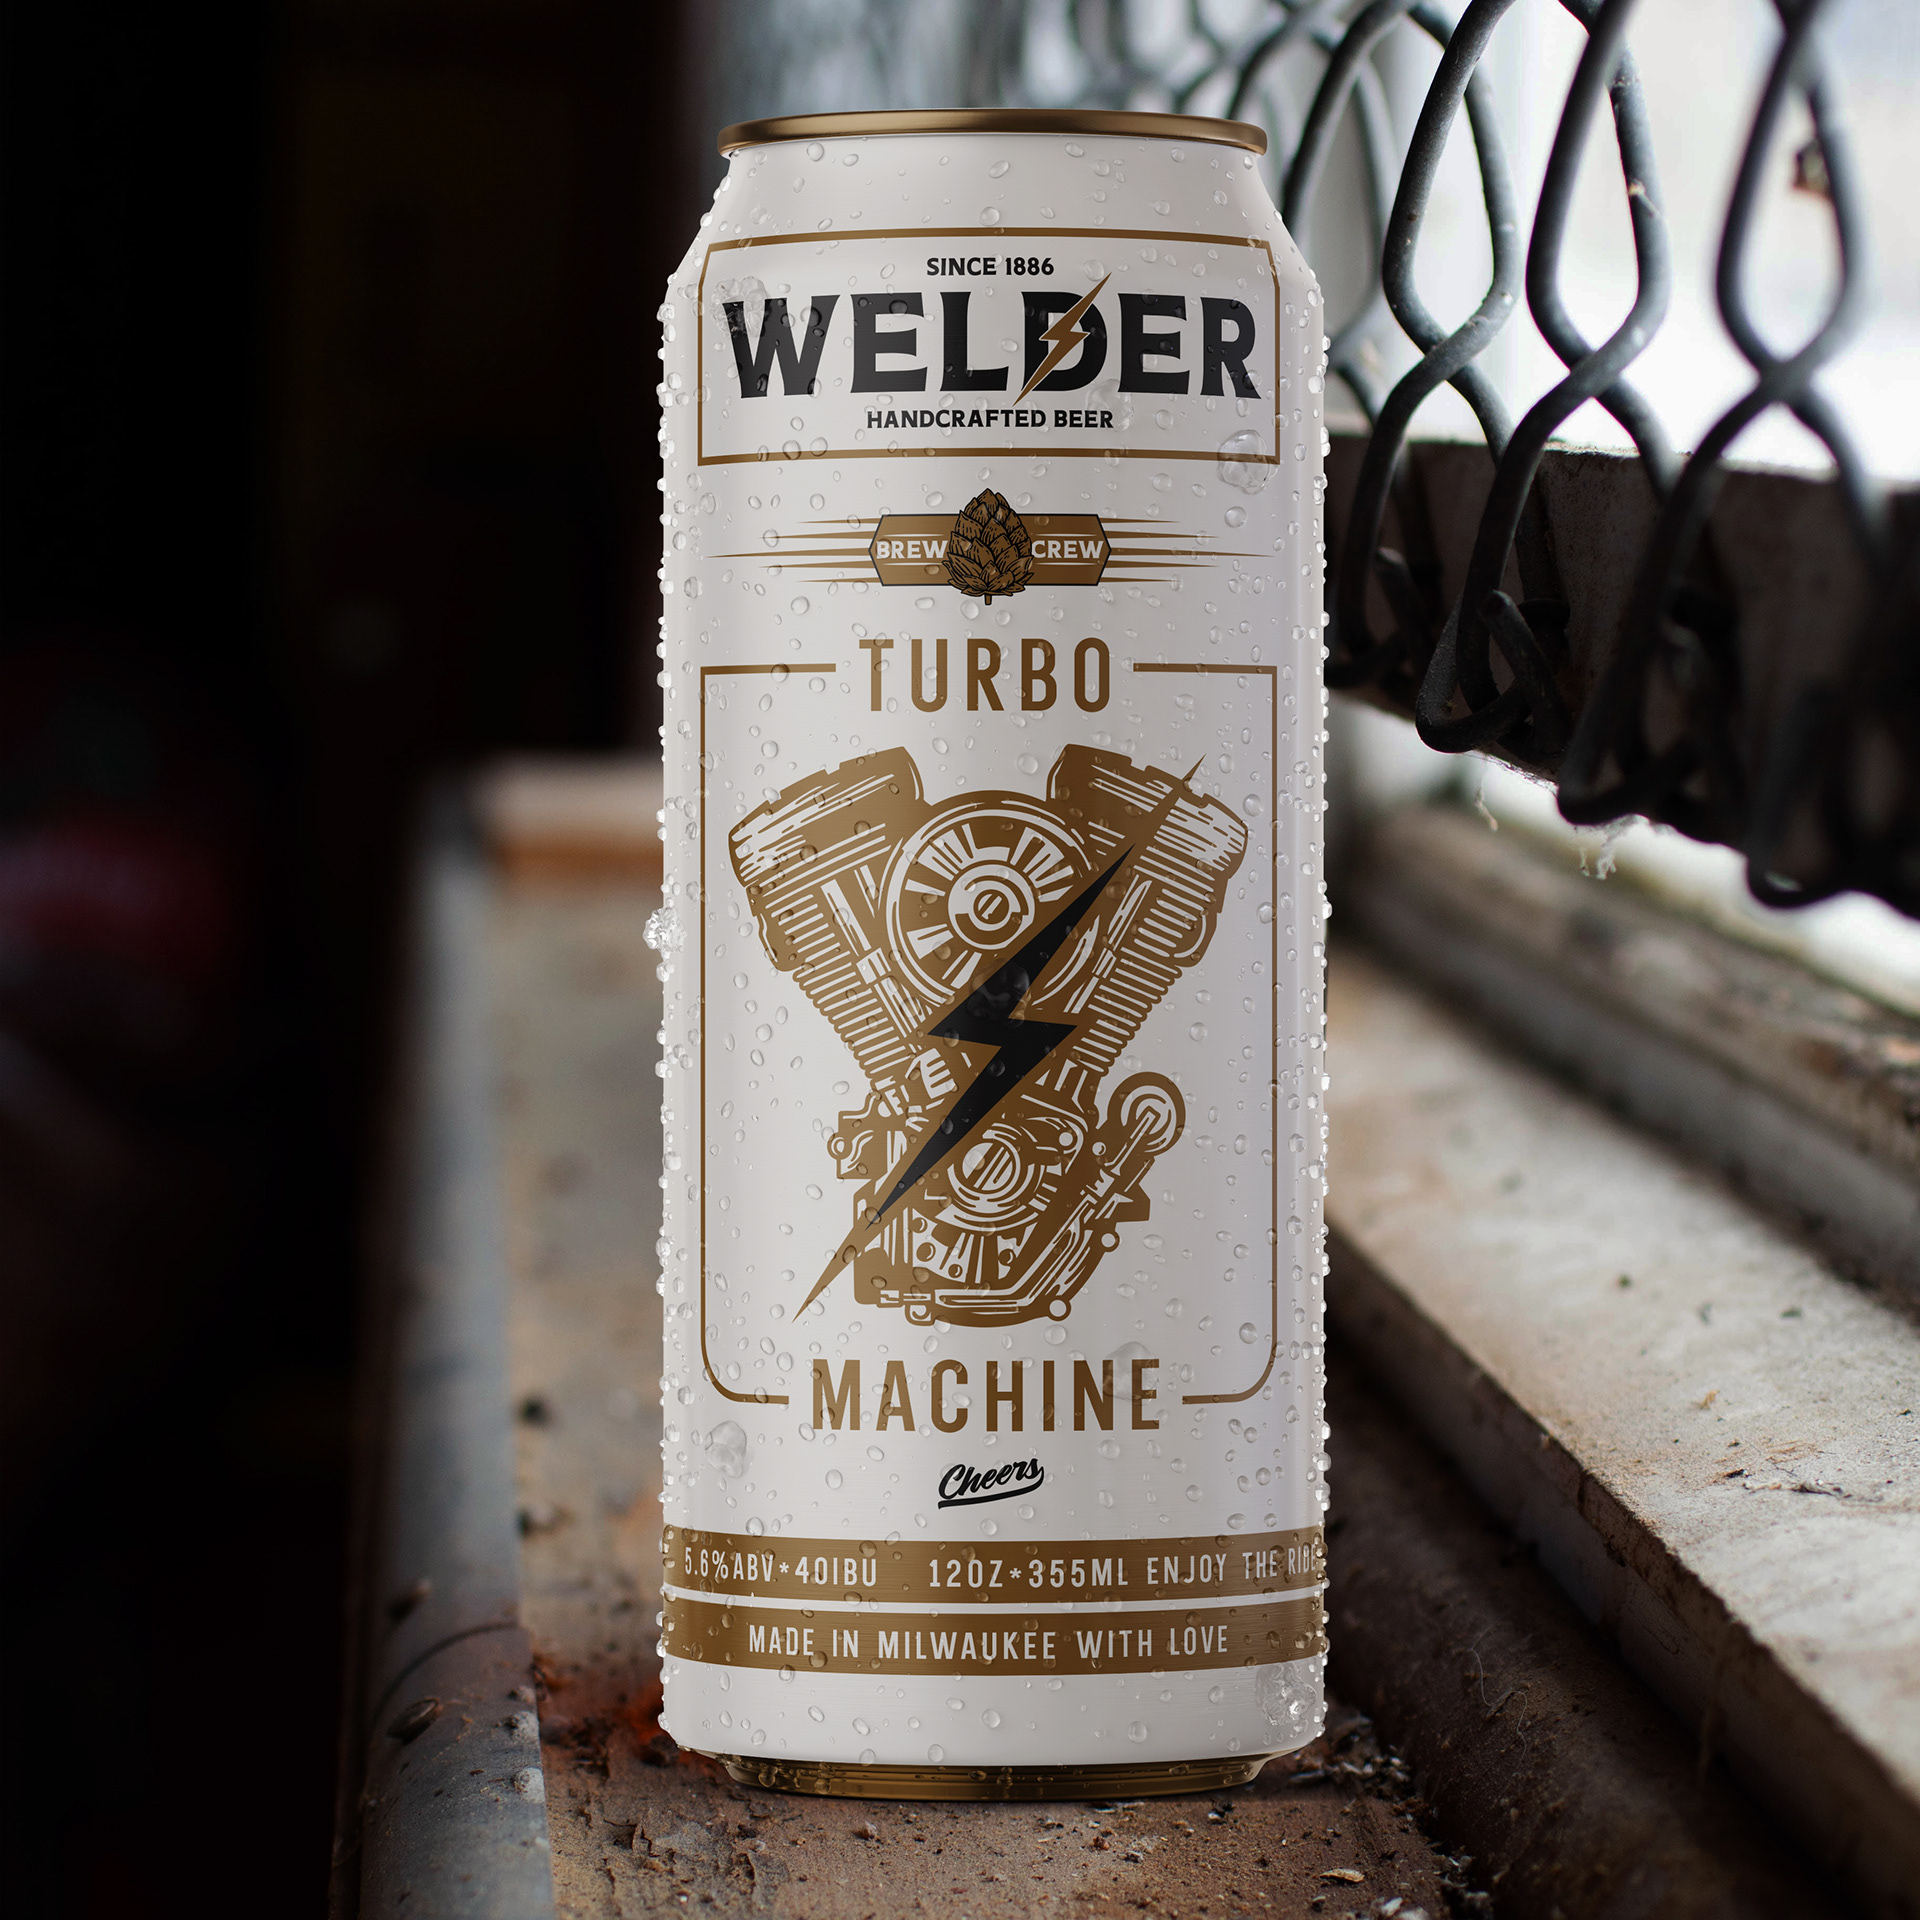 SINCE 1886
WELDER
HANDCRAFTED BEER
BREW CREW
TURBO
MACHINE
Cheers
5.6%ABV*40IBU 12OZ*355ML ENJOY THE RIDE
MADE IN MILWAUKEE WITH LOVE